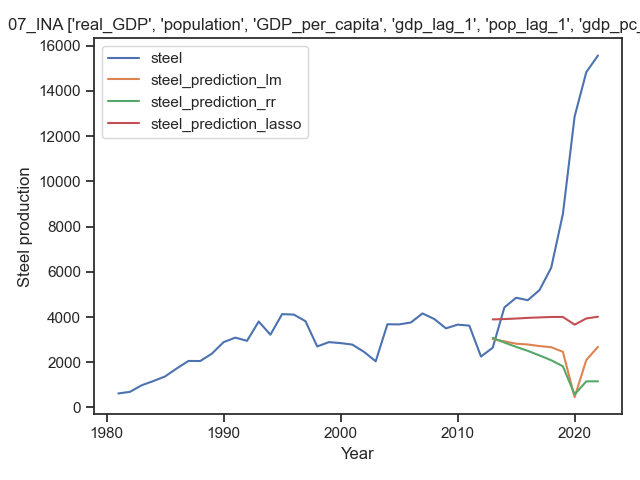 07_INA ['real_GDP', 'population', 'GDP_per_capita', 'gdp_lag_1', 'pop_lag_1', 'gdp_pc_
16000
14000
12000
10000
8000
6000
4000
2000
0
Steel production
steel
steel_prediction_lm
steel_prediction_rr
steel_prediction_lasso
1980
1990
2000
2010
2020
Year